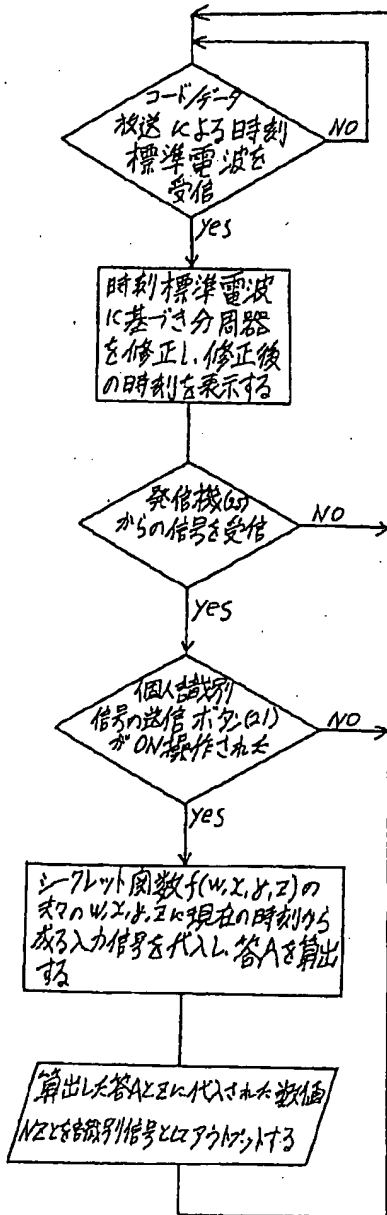 コード/データ
放送による時刻
標準電波を
受信
NO
yes
時刻標準電波
に基づき分周器
を修正し、修正後
の時刻を表示する
発信機(25)
からの信号を受信
NO
yes
個人識別
信号の送信ボタン(21)
がON操作された
NO
yes
シークレット関数f(w,x,y,z)の
夫々のw,x,y,zに現在の時刻から
成る入力信号を代入し、答Aを算出
する
算出した答AとZに代入された数値
NZとを識別信号としてアウトプットする